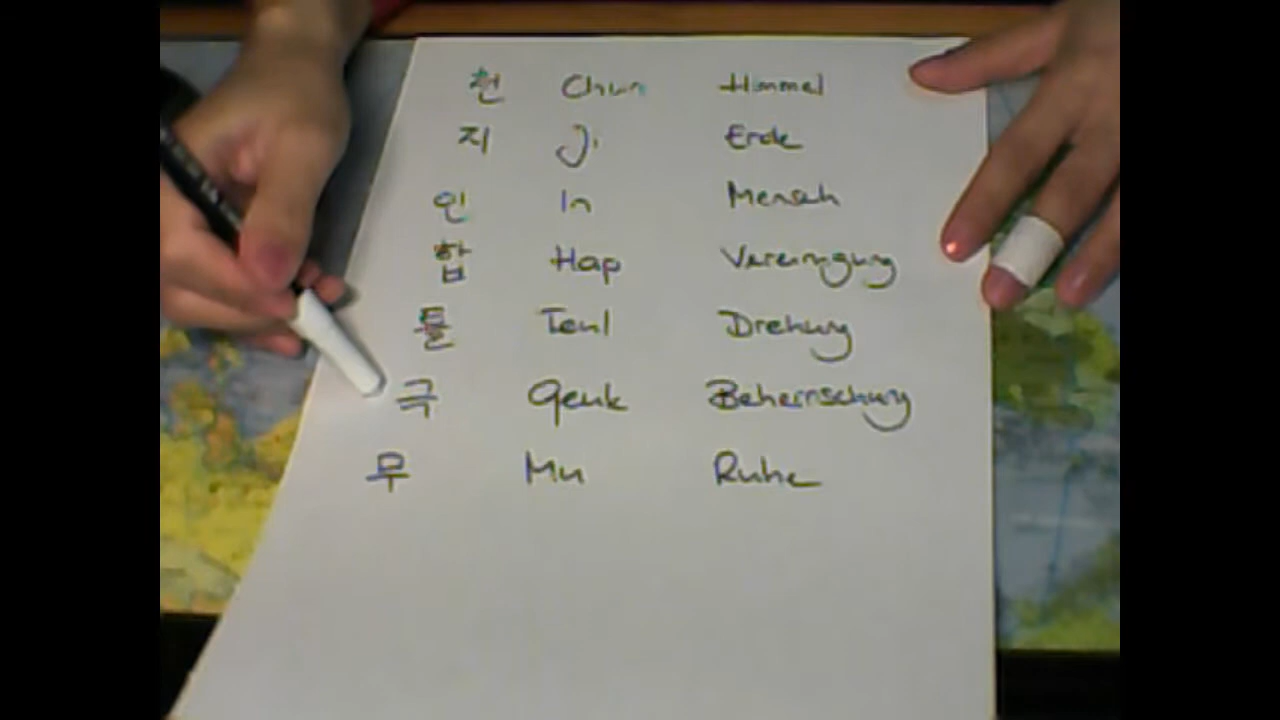 천 Chun Himmel
지 Ji Erde
인 In Mensch
합 Hap Vereinigung
틀 Teul Drehung
극 Geuk Beherrschung
무 Mu Ruhe